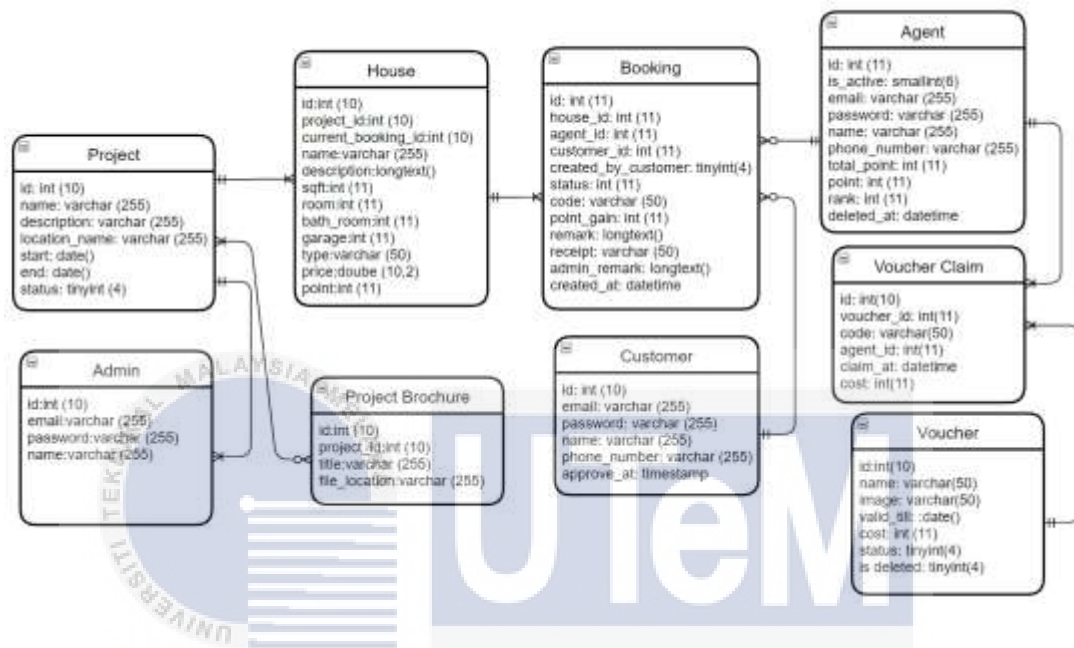 Project
id: int (10)
name: varchar (255)
description: varchar (255)
location_name: varchar (255)
start: date()
end: date()
status: tinyint (4)
House
id:int (10)
project_id:int (10)
current_booking_id:int (10)
name:varchar (255)
description:longtext()
sqft:int (11)
room:int (11)
bath_room:int (11)
garage:int (11)
type:varchar (50)
price:doube (10,2)
point:int (11)
Booking
id: int (11)
house_id: int (11)
agent_id: int (11)
customer_id: int (11)
created_by_customer: tinyint(4)
status: int (11)
code: varchar (50)
point_gain: int (11)
remark: longtext()
receipt: varchar (50)
admin_remark: longtext()
created_at: datetime
Agent
id: int (11)
is_active: smallint(6)
email: varchar (255)
password: varchar (255)
name: varchar (255)
phone_number: varchar (255)
total_point: int (11)
point: int (11)
rank: int (11)
deleted_at: datetime
Voucher Claim
id: int(10)
voucher_id: int(11)
code: varchar(50)
agent_id: int(11)
claim_at: datetime
cost: int(11)
Admin
id:int (10)
email:varchar (255)
password:varchar (255)
name:varchar (255)
Project Brochure
id:int (10)
project_id:int (10)
title:varchar (255)
file_location:varchar (255)
Customer
id: int (10)
email: varchar (255)
password: varchar (255)
name: varchar (255)
phone_number: varchar (255)
approve_at: timestamp
Voucher
id:int(10)
name: varchar(50)
image: varchar(50)
valid_till: :date()
cost: int (11)
status: tinyint(4)
is deleted: tinyint(4)
UNIVERSITI TEKNIKAL MALAYSIA
UTeM